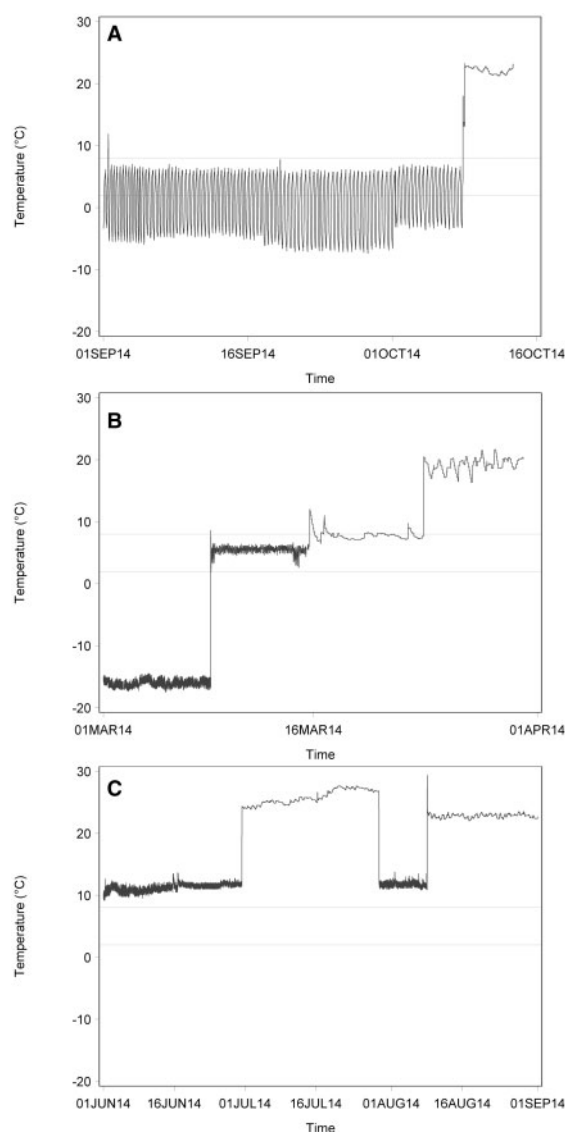 A
Temperature (°C)
30
20
10
0
-10
-20
01SEP14 16SEP14 01OCT14 16OCT14
Time
B
Temperature (°C)
30
20
10
0
-10
-20
01MAR14 16MAR14 01APR14
Time
C
Temperature (°C)
30
20
10
0
-10
-20
01JUN14 16JUN14 01JUL14 16JUL14 01AUG14 16AUG14 01SEP14
Time